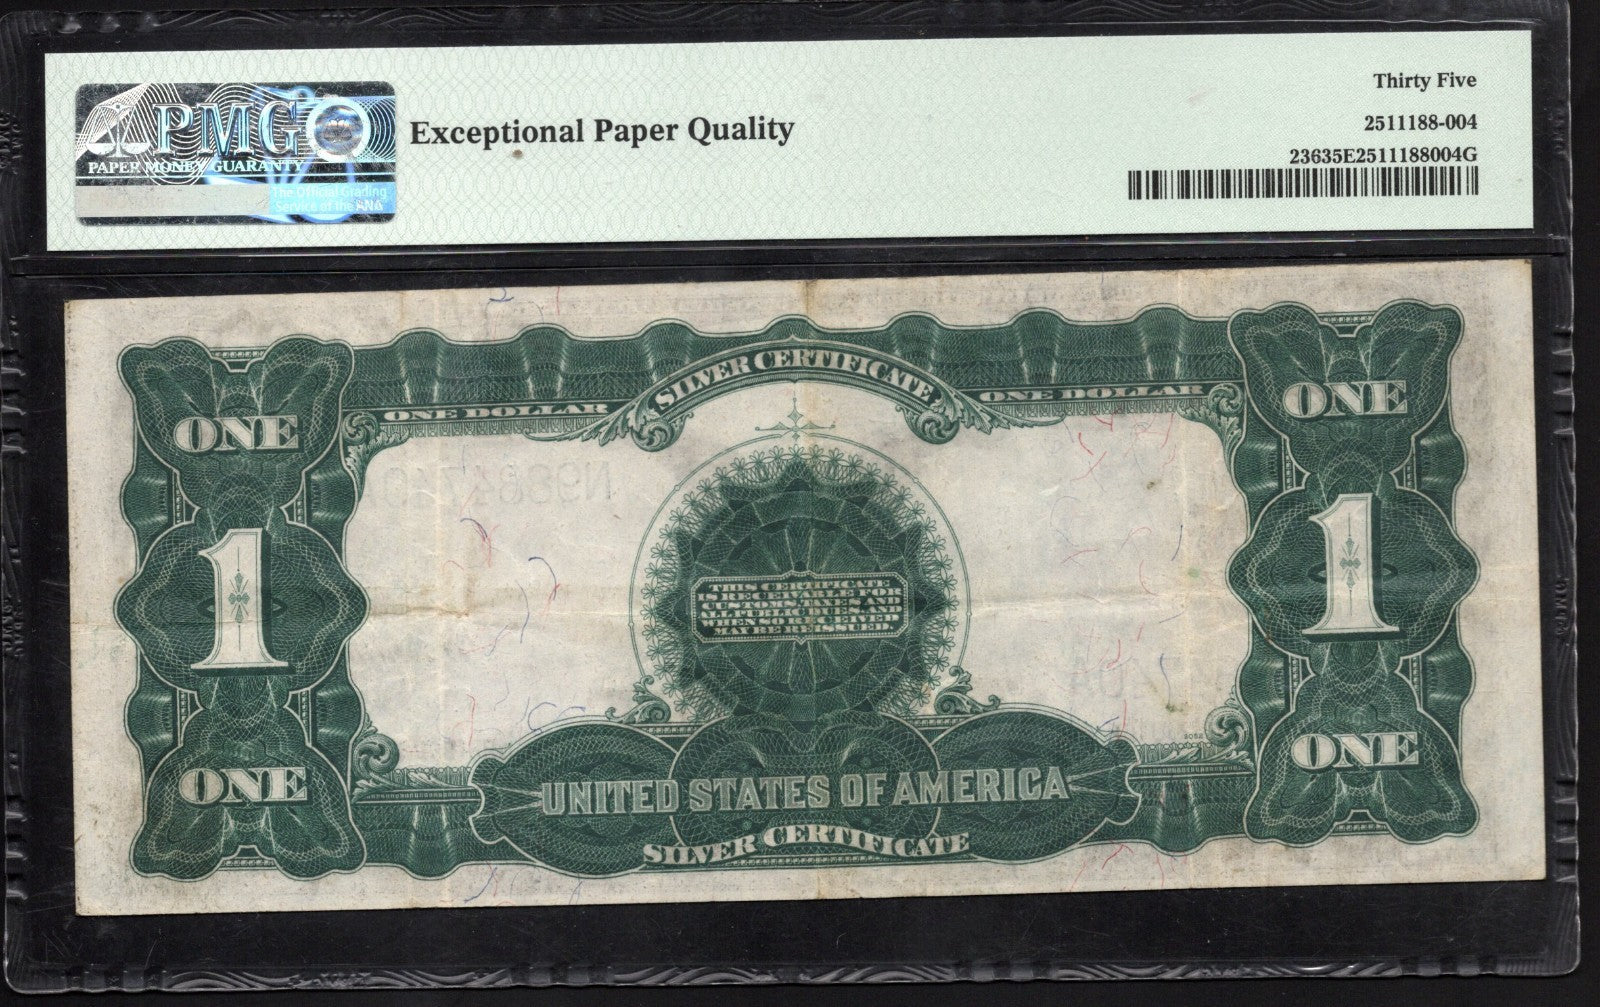 PMG
PAPER MONEY GUARANTY
The Official Grading
Service of the ANA
Exceptional Paper Quality
Thirty Five
2511188-004
23635E2511188004G
SILVER CERTIFICATE
ONE DOLLAR
ONE DOLLAR
ONE
ONE
1
1
THIS CERTIFICATE
IS RECEIVABLE FOR
CUSTOMS, TAXES AND
ALL PUBLIC DUES AND
WHEN SO RECEIVED
MAY BE REISSUED.
ONE
ONE
UNITED STATES OF AMERICA
SILVER CERTIFICATE